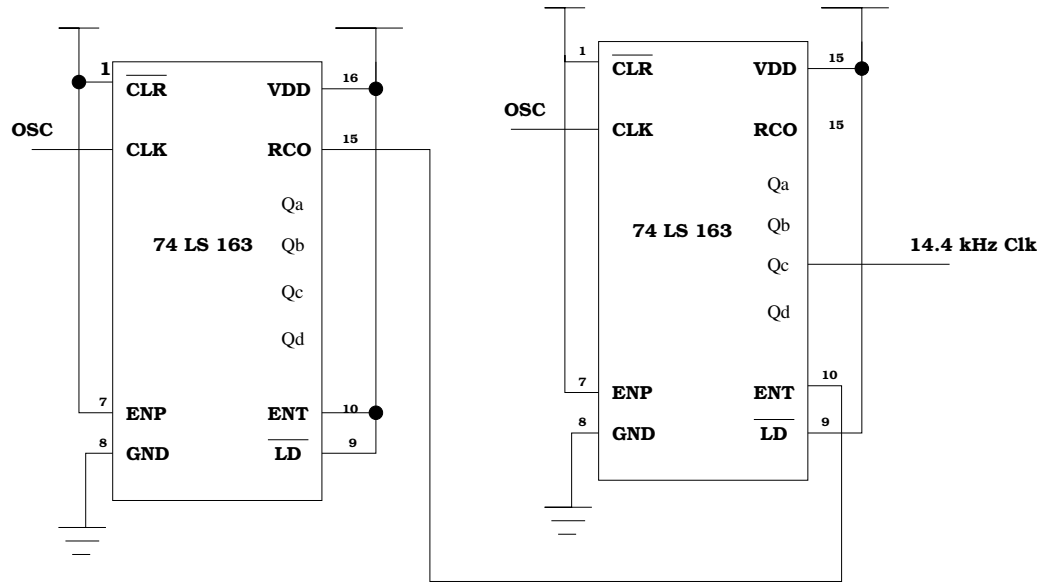 1
CLR
VDD
16
OSC
CLK
RCO
15
Qa
74 LS 163
Qb
Qc
Qd
7
ENP
ENT
10
8
GND
LD
9
1
CLR
VDD
15
OSC
CLK
RCO
15
Qa
74 LS 163
Qb
Qc
14.4 kHz Clk
Qd
7
ENP
ENT
10
8
GND
LD
9